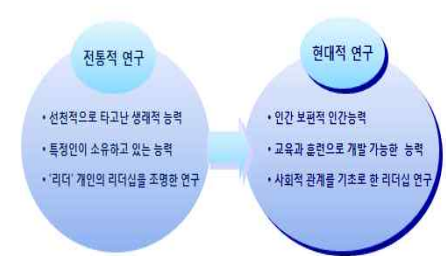 전통적 연구
• 선천적으로 타고난 생래적 능력
• 특정인이 소유하고 있는 능력
• '리더' 개인의 리더십을 조명한 연구
현대적 연구
• 인간 보편적 인간능력
• 교육과 훈련으로 개발 가능한 능력
• 사회적 관계를 기초로 한 리더십 연구